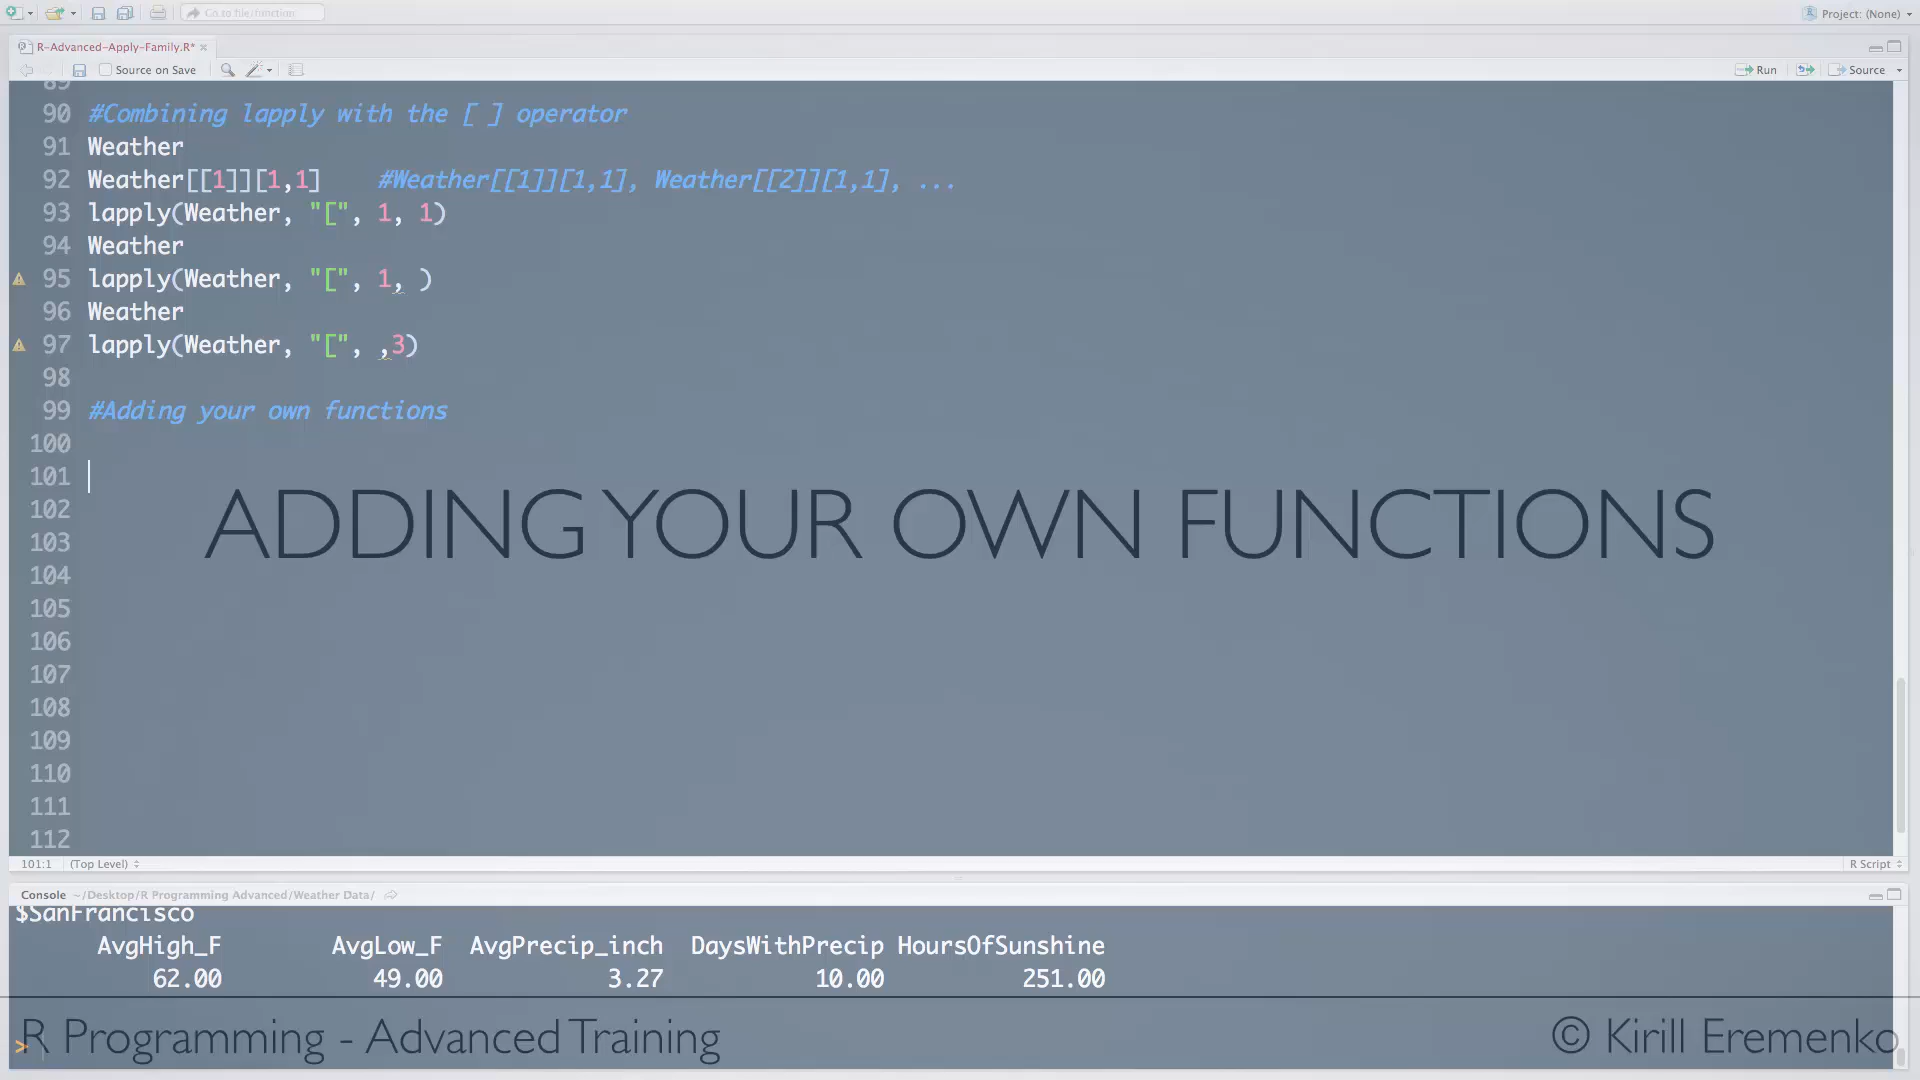 Go to file/function
Project: (None)
R-Advanced-Apply-Family.R*
Source on Save
Run
Source
89
90 #Combining lapply with the [ ] operator
91 Weather
92 Weather[[1]][1,1]    #Weather[[1]][1,1], Weather[[2]][1,1], ...
93 lapply(Weather, "[", 1, 1)
94 Weather
95 lapply(Weather, "[", 1, )
96 Weather
97 lapply(Weather, "[", ,3)
98
99 #Adding your own functions
100
101
102
ADDING YOUR OWN FUNCTIONS
103
104
105
106
107
108
109
110
111
112
101:1 (Top Level)
R Script
Console ~/Desktop/R Programming Advanced/Weather Data/
$SanFrancisco
AvgHigh_F AvgLow_F AvgPrecip_inch DaysWithPrecip HoursOfSunshine
62.00 49.00 3.27 10.00 251.00
>
R Programming - Advanced Training
© Kirill Eremenko